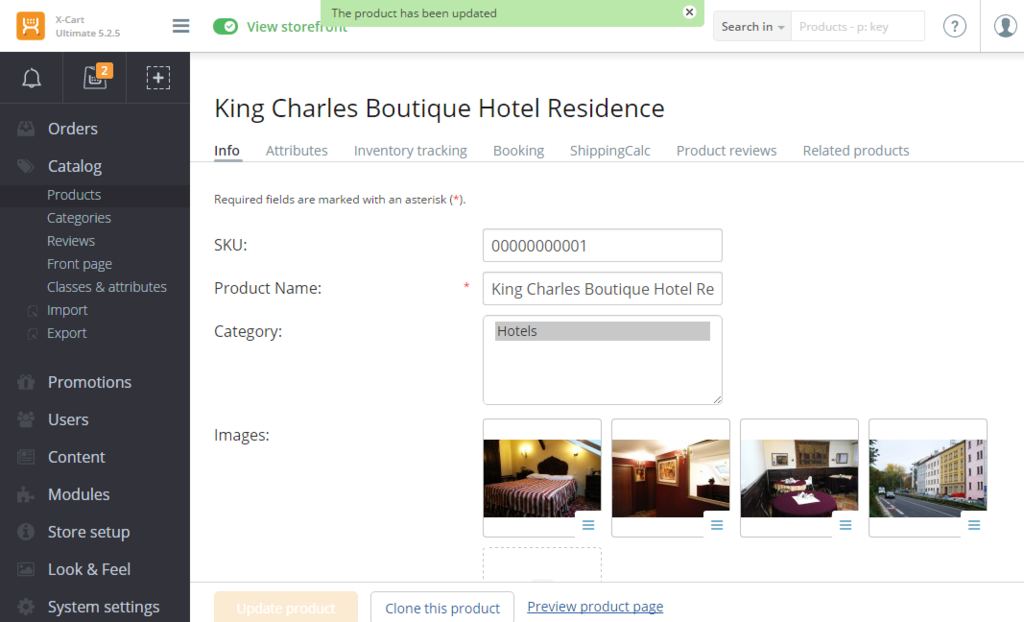 X-Cart
Ultimate 5.2.5
View storefront
The product has been updated
Search in
Products - p: key
?
2
Orders
Catalog
Products
Categories
Reviews
Front page
Classes & attributes
Import
Export
Promotions
Users
Content
Modules
Store setup
Look & Feel
System settings
King Charles Boutique Hotel Residence
Info Attributes Inventory tracking Booking ShippingCalc Product reviews Related products
Required fields are marked with an asterisk (*).
SKU: 00000000001
Product Name: * King Charles Boutique Hotel Re
Category: Hotels
Images:
Update product Clone this product Preview product page